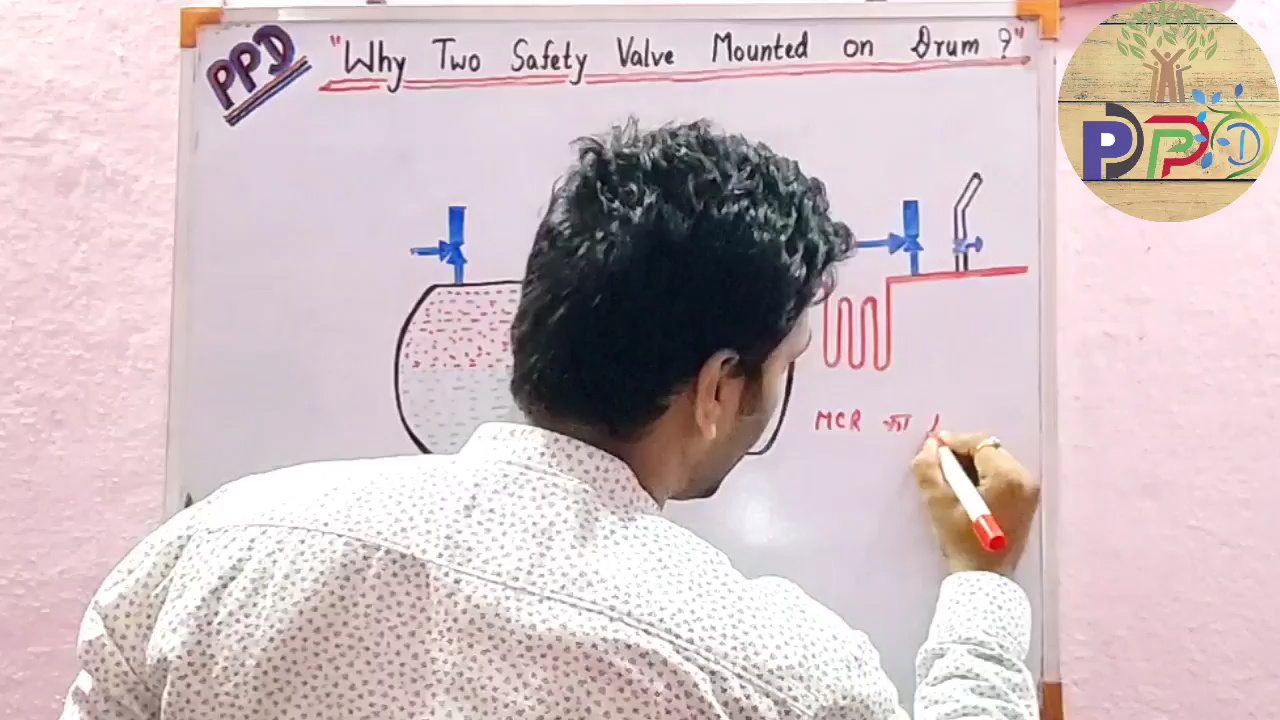 PPD
"Why Two Safety Valve Mounted on Drum ?"
PPD
MCR का